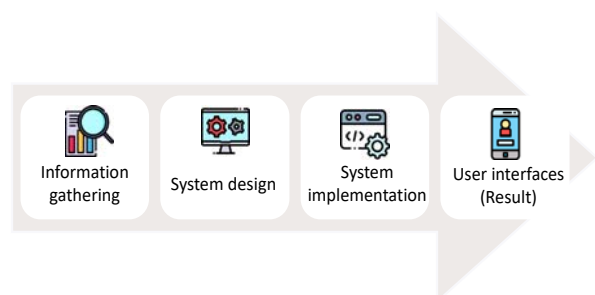 Information
gathering
System design
System
implementation
User interfaces
(Result)